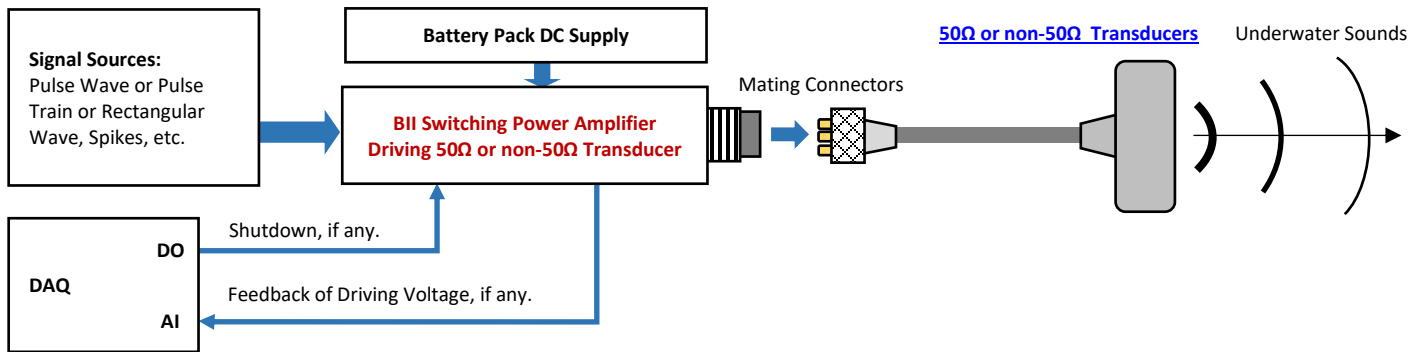 Signal Sources:
Pulse Wave or Pulse
Train or Rectangular
Wave, Spikes, etc.
Battery Pack DC Supply
BII Switching Power Amplifier
Driving 50Ω or non-50Ω Transducer
Mating Connectors
50Ω or non-50Ω Transducers
Underwater Sounds
DAQ
DO
AI
Shutdown, if any.
Feedback of Driving Voltage, if any.